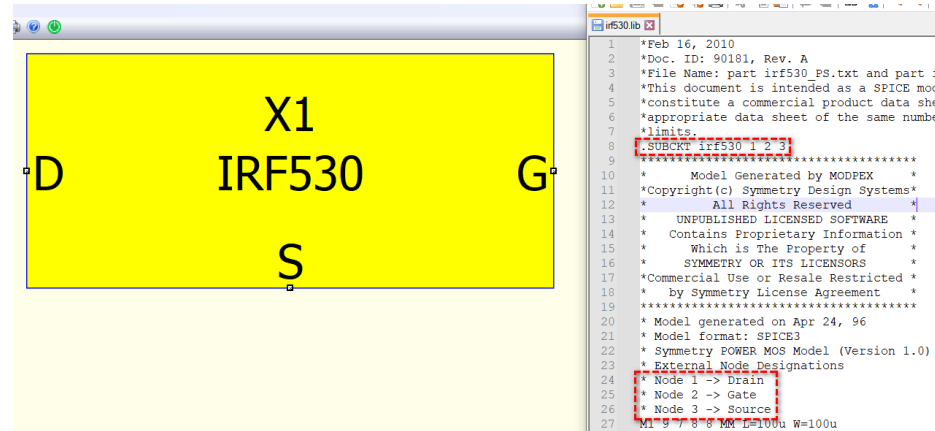 irf530.lib
X1
IRF530
D
G
S
1 *Feb 16, 2010
2 *Doc. ID: 90181, Rev. A
3 *File Name: part irf530_PS.txt and part
4 *This document is intended as a SPICE
5 *constitute a commercial product data
6 *appropriate data sheet of the same
7 *limits.
8 .SUBCKT irf530 1 2 3
9 **************************************
10 * Model Generated by MODPEX *
11 *Copyright(c) Symmetry Design Systems*
12 * All Rights Reserved *
13 * UNPUBLISHED LICENSED SOFTWARE *
14 * Contains Proprietary Information *
15 * Which is The Property of *
16 * SYMMETRY OR ITS LICENSORS *
17 *Commercial Use or Resale Restricted *
18 * by Symmetry License Agreement *
19 **************************************
20 * Model generated on Apr 24, 96
21 * Model format: SPICE3
22 * Symmetry POWER MOS Model (Version 1.0)
23 * External Node Designations
24 * Node 1 -> Drain
25 * Node 2 -> Gate
26 * Node 3 -> Source
27 M1 9 7 8 8 MM L=100u W=100u